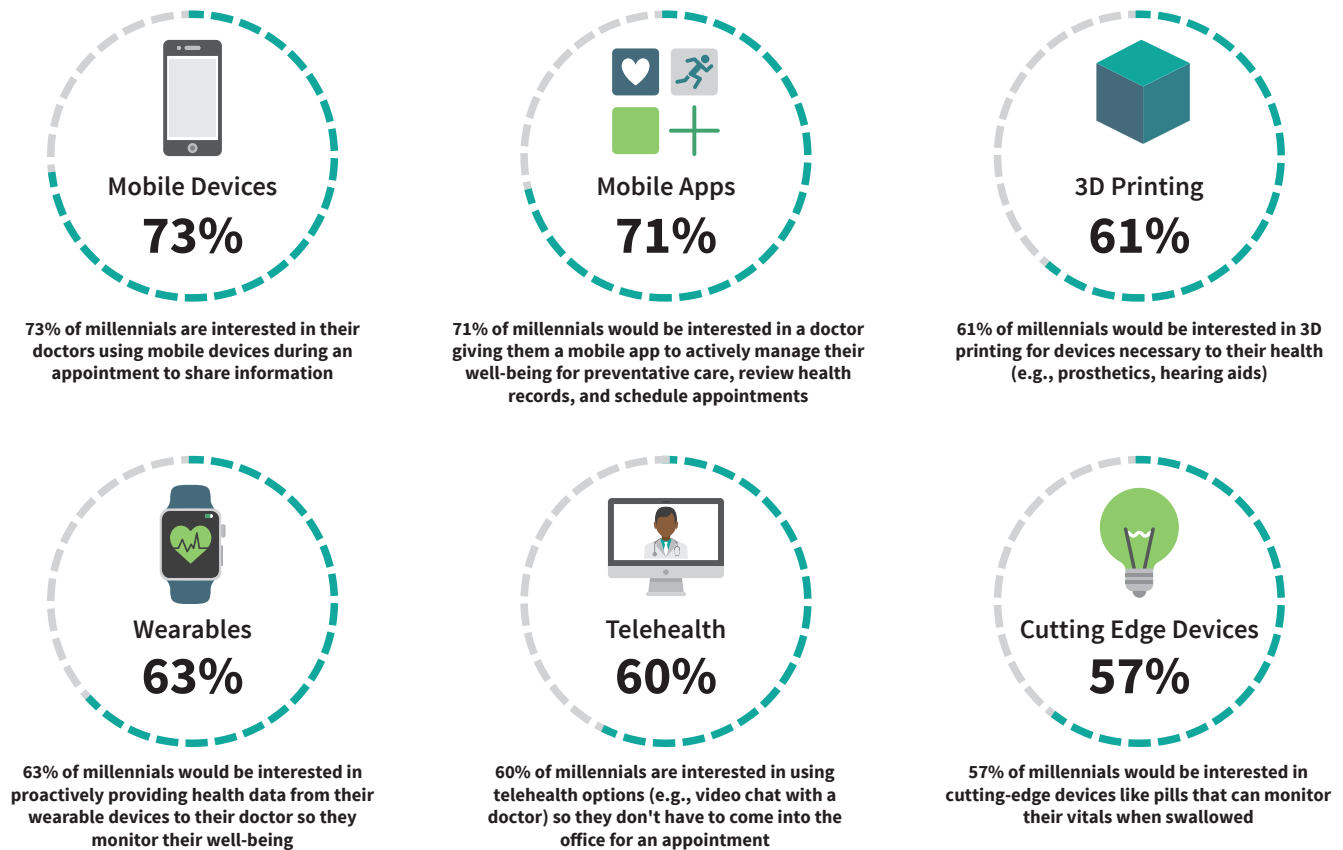 Mobile Devices
73%
73% of millennials are interested in their
doctors using mobile devices during an
appointment to share information
Mobile Apps
71%
71% of millennials would be interested in a doctor
giving them a mobile app to actively manage their
well-being for preventative care, review health
records, and schedule appointments
3D Printing
61%
61% of millennials would be interested in 3D
printing for devices necessary to their health
(e.g., prosthetics, hearing aids)
Wearables
63%
63% of millennials would be interested in
proactively providing health data from their
wearable devices to their doctor so they
monitor their well-being
Telehealth
60%
60% of millennials are interested in using
telehealth options (e.g., video chat with a
doctor) so they don't have to come into the
office for an appointment
Cutting Edge Devices
57%
57% of millennials would be interested in
cutting-edge devices like pills that can monitor
their vitals when swallowed